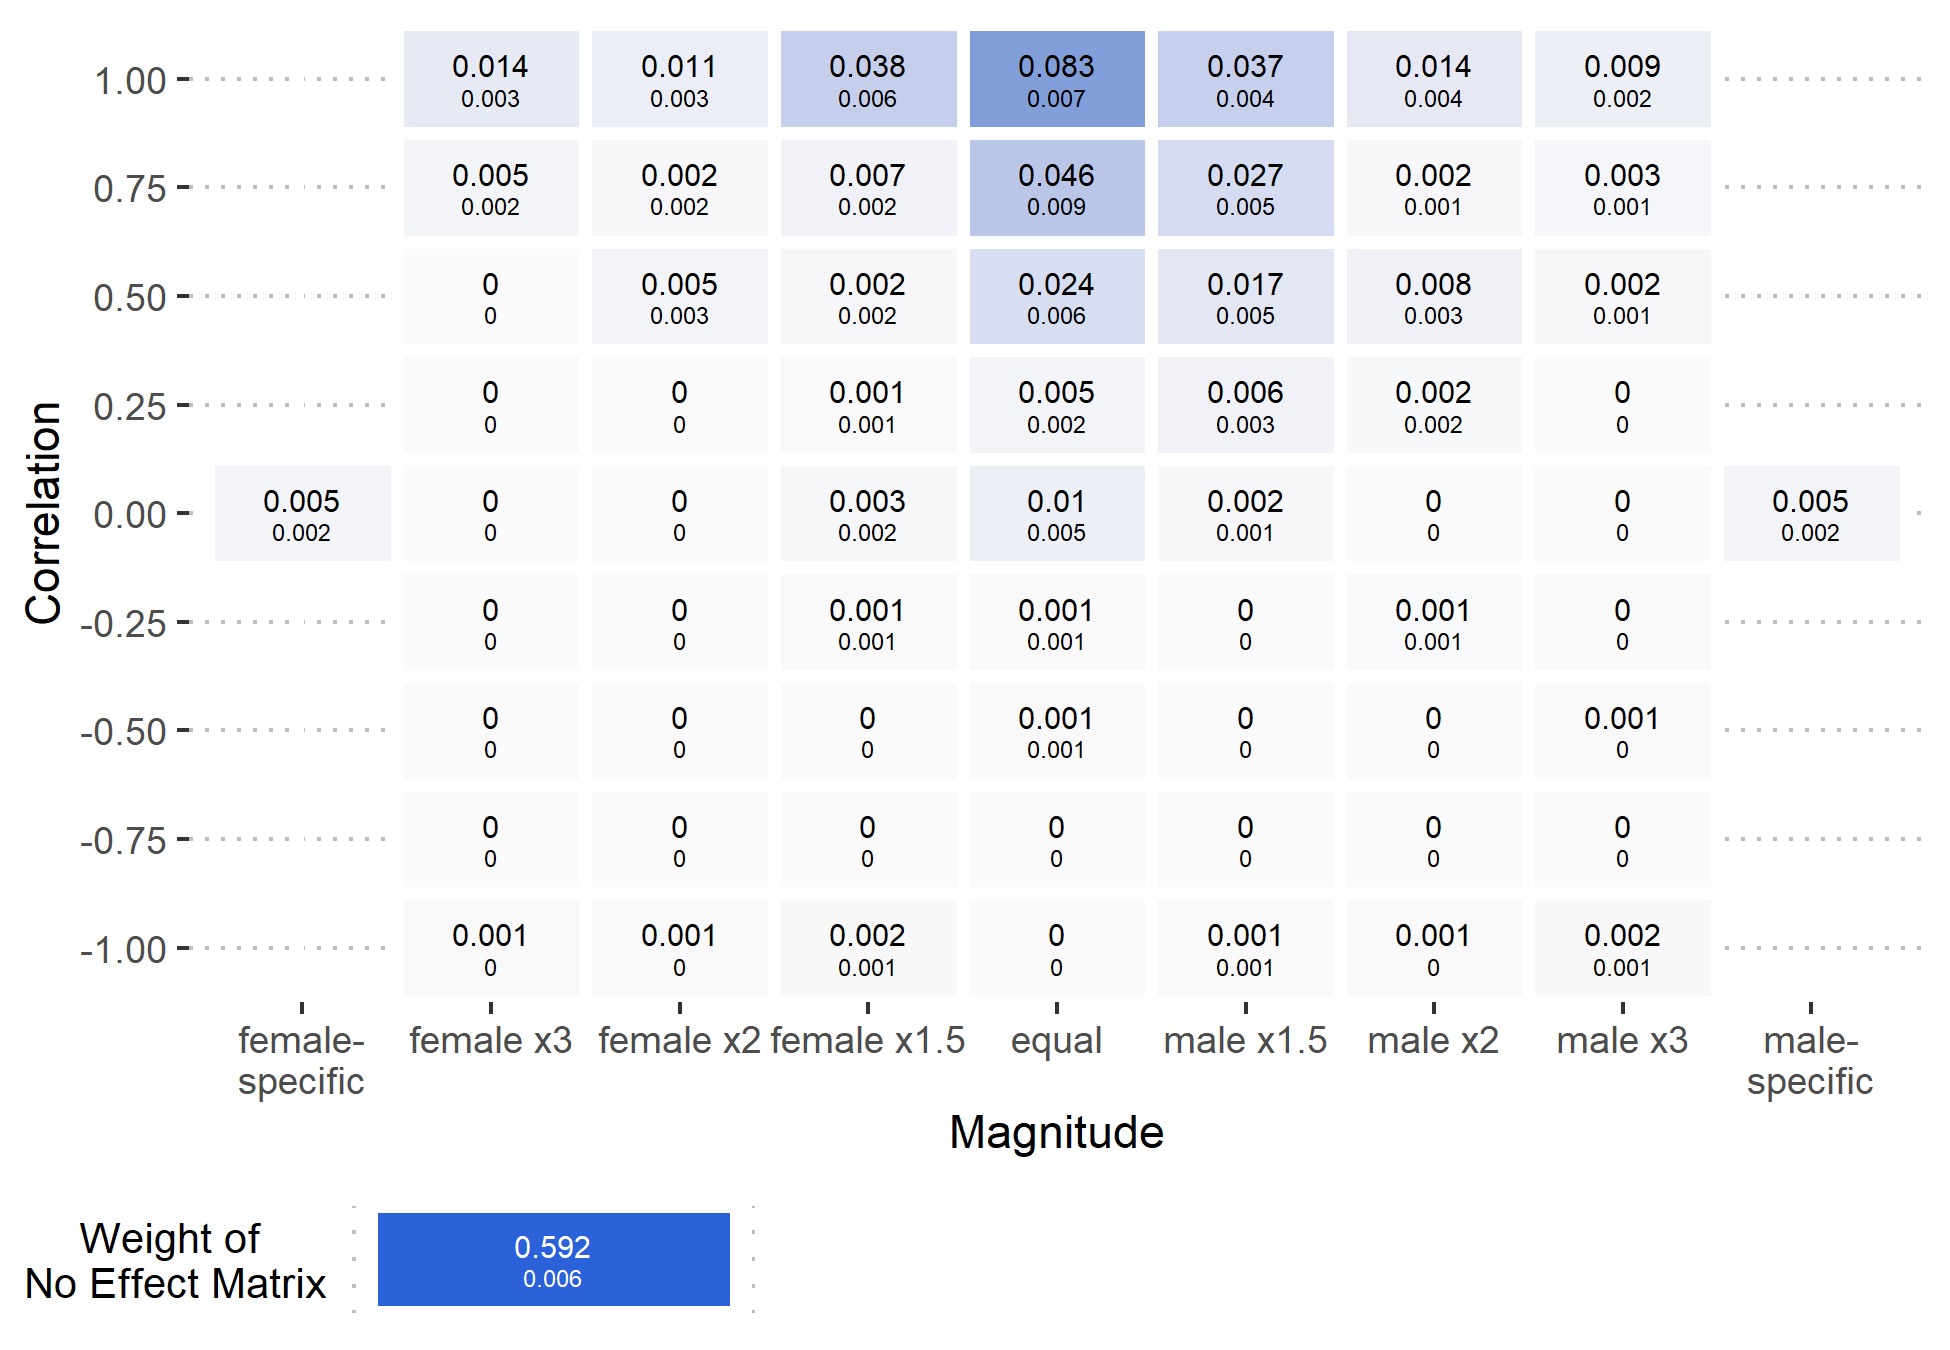 1.00 0.014 0.011 0.038 0.083 0.037 0.014 0.009
0.003 0.003 0.006 0.007 0.004 0.004 0.002
0.75 0.005 0.002 0.007 0.046 0.027 0.002 0.003
0.002 0.002 0.002 0.009 0.005 0.001 0.001
0.50 0 0.005 0.002 0.024 0.017 0.008 0.002
0 0.003 0.002 0.006 0.005 0.003 0.001
0.25 0 0 0.001 0.005 0.006 0.002 0
0 0 0.001 0.002 0.003 0.002 0
Correlation
0.00 0.005 0 0 0.003 0.01 0.002 0 0 0.005
0.002 0 0 0.002 0.005 0.001 0 0 0.002
-0.25 0 0 0.001 0.001 0 0.001 0
0 0 0.001 0.001 0 0.001 0
-0.50 0 0 0 0.001 0 0 0.001
0 0 0 0.001 0 0 0
-0.75 0 0 0 0 0 0 0
0 0 0 0 0 0 0
-1.00 0.001 0.001 0.002 0 0.001 0.001 0.002
0 0 0.001 0 0.001 0 0.001
female- female x3 female x2 female x1.5 equal male x1.5 male x2 male x3 male-
specific specific
Magnitude
Weight of
No Effect Matrix
0.592
0.006